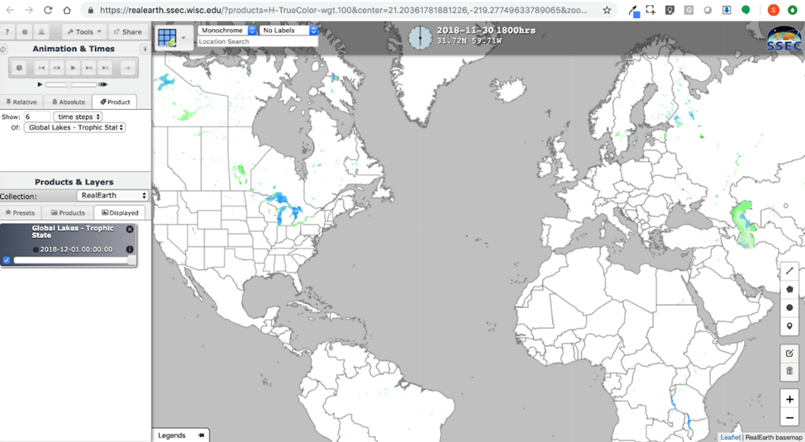 https://realearth.ssec.wisc.edu/?products=H-TrueColor-wgt.100&center=21.20361781881226,-219.27749633789065&zoo...
? Tools Share
Monochrome No Labels
Location Search
2018-11-30 1800hrs
31.72N 59.71W
SSEC
Animation & Times
Relative Absolute Product
Show: 6 time steps
Of: Global Lakes - Trophic Stat
Products & Layers
Collection: RealEarth
Presets Products Displayed
Global Lakes - Trophic
State
2018-12-01 00:00:00
Legends
+
−
Leaflet | RealEarth basemap